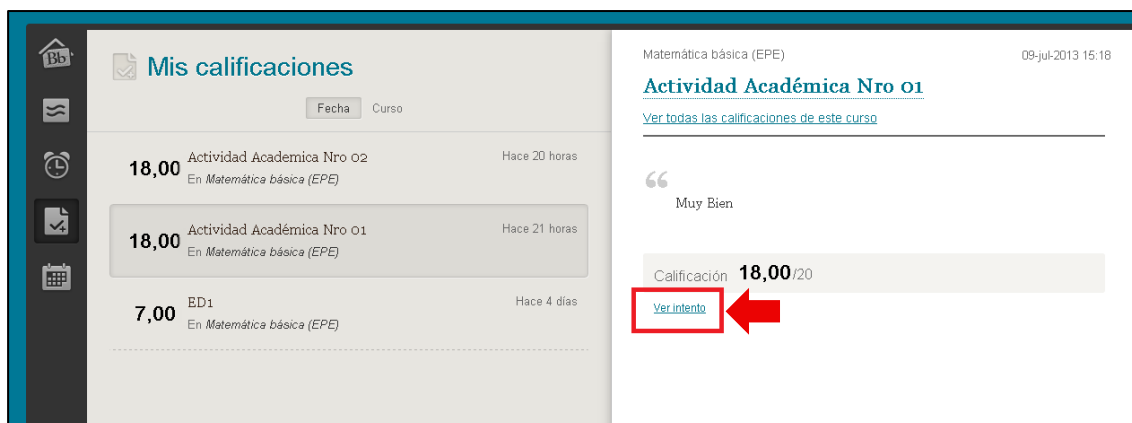 Bb
Mis calificaciones
Fecha Curso
18,00 Actividad Academica Nro 02 Hace 20 horas
En Matemática básica (EPE)
18,00 Actividad Académica Nro 01 Hace 21 horas
En Matemática básica (EPE)
7,00 ED1 Hace 4 días
En Matemática básica (EPE)
Matemática básica (EPE) 09-jul-2013 15:18
Actividad Académica Nro 01
Ver todas las calificaciones de este curso
“
Muy Bien
Calificación 18,00/20
Ver intento